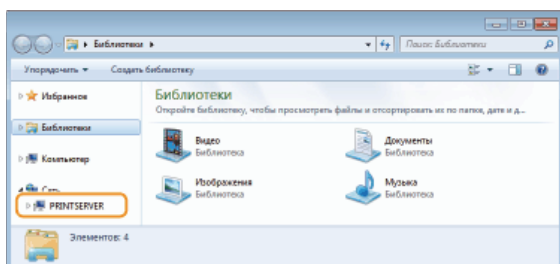 Библиотеки
Поиск: Библиотеки
Упорядочить Создать библиотеку
Избранное
Библиотеки
Компьютер
Сеть
PRINTSERVER
Библиотеки
Откройте библиотеку, чтобы просмотреть файлы и отсортировать их по папке, дате и д...
Видео
Библиотека
Документы
Библиотека
Изображения
Библиотека
Музыка
Библиотека
Элементов: 4